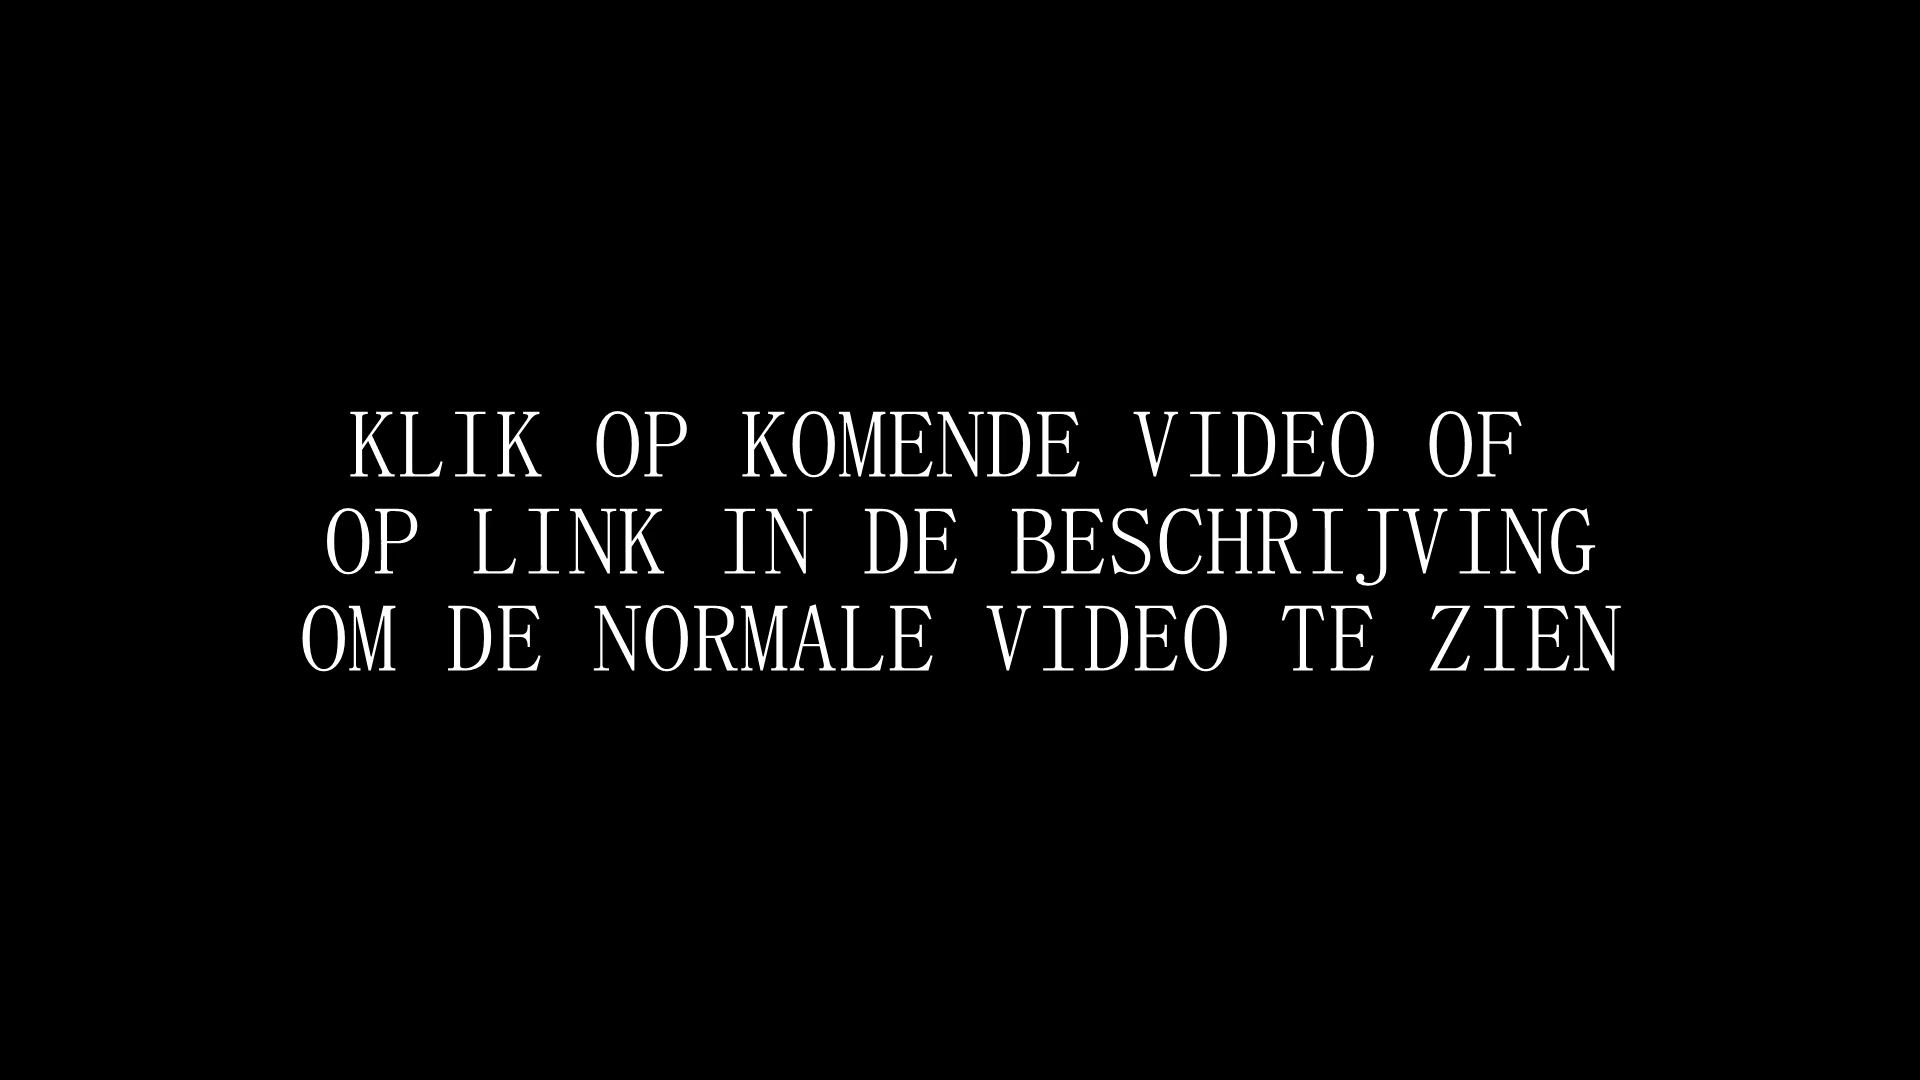 KLIK OP KOMENDE VIDEO OF
OP LINK IN DE BESCHRIJVING
OM DE NORMALE VIDEO TE ZIEN